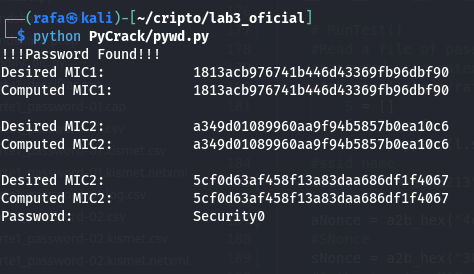 ┌──(rafa㉿kali)-[~/cripto/lab3_oficial]
└─$ python PyCrack/pywd.py
!!!Password Found!!!
Desired MIC1: 1813acb976741b446d43369fb96dbf90
Computed MIC1: 1813acb976741b446d43369fb96dbf90
Desired MIC2: a349d01089960aa9f94b5857b0ea10c6
Computed MIC2: a349d01089960aa9f94b5857b0ea10c6
Desired MIC2: 5cf0d63af458f13a83daa686df1f4067
Computed MIC2: 5cf0d63af458f13a83daa686df1f4067
Password: Security0